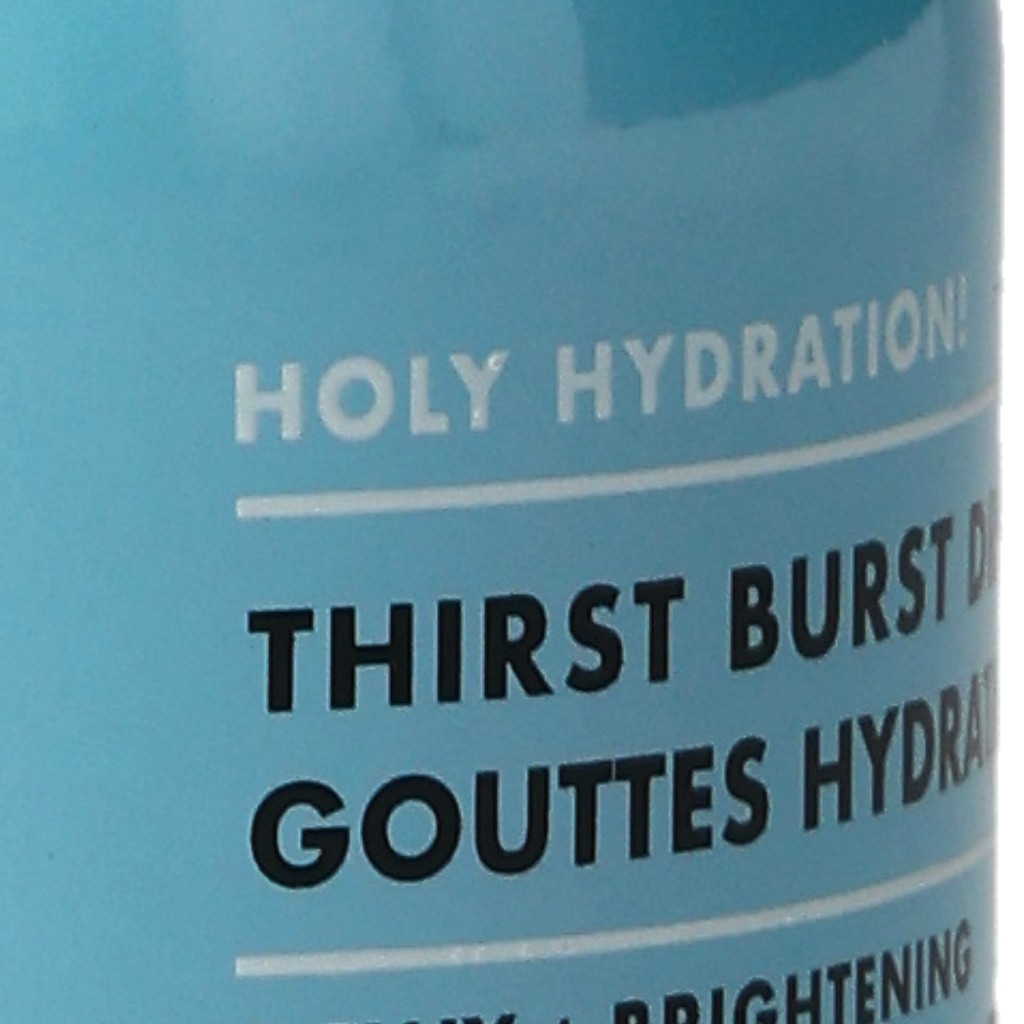 HOLY HYDRATION!
THIRST BURST
GOUTTES
BRIGHTENING